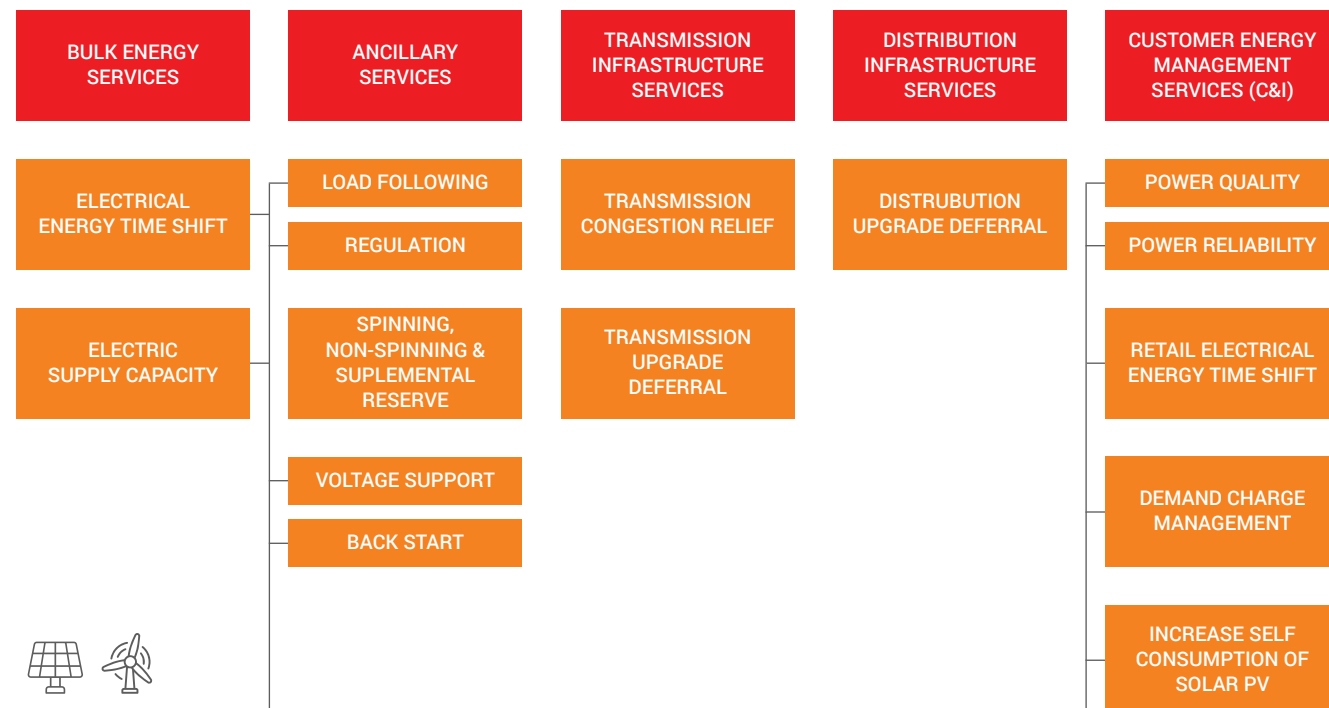 BULK ENERGY
SERVICES
ANCILLARY
SERVICES
TRANSMISSION
INFRASTRUCTURE
SERVICES
DISTRIBUTION
INFRASTRUCTURE
SERVICES
CUSTOMER ENERGY
MANAGEMENT
SERVICES (C&I)
ELECTRICAL
ENERGY TIME SHIFT
ELECTRIC
SUPPLY CAPACITY
LOAD FOLLOWING
REGULATION
SPINNING,
NON-SPINNING &
SUPLEMENTAL
RESERVE
VOLTAGE SUPPORT
BACK START
TRANSMISSION
CONGESTION RELIEF
TRANSMISSION
UPGRADE
DEFERRAL
DISTRUBUTION
UPGRADE DEFERRAL
POWER QUALITY
POWER RELIABILITY
RETAIL ELECTRICAL
ENERGY TIME SHIFT
DEMAND CHARGE
MANAGEMENT
INCREASE SELF
CONSUMPTION OF
SOLAR PV